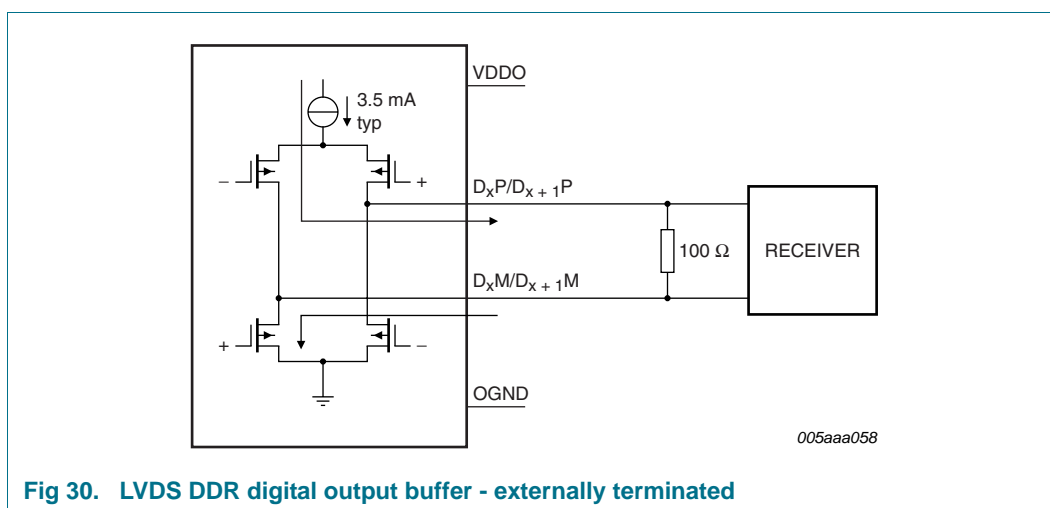 VDDO
3.5 mA
typ
− +
DxP/Dx + 1P
100 Ω
RECEIVER
DxM/Dx + 1M
+ −
OGND
005aaa058
Fig 30. LVDS DDR digital output buffer - externally terminated